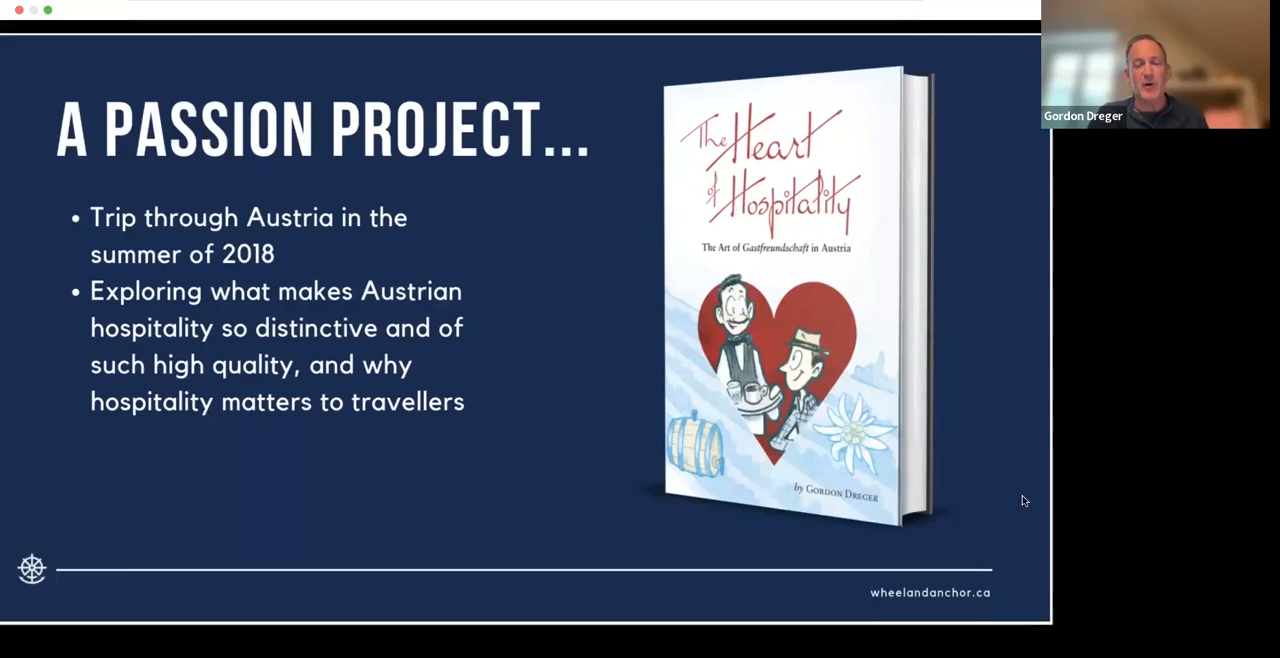 A PASSION PROJECT...
• Trip through Austria in the
summer of 2018
• Exploring what makes Austrian
hospitality so distinctive and of
such high quality, and why
hospitality matters to travellers
The Heart
of Hospitality
The Art of Gastfreundschaft in Austria
by GORDON DREGER
wheelandanchor.ca
Gordon Dreger